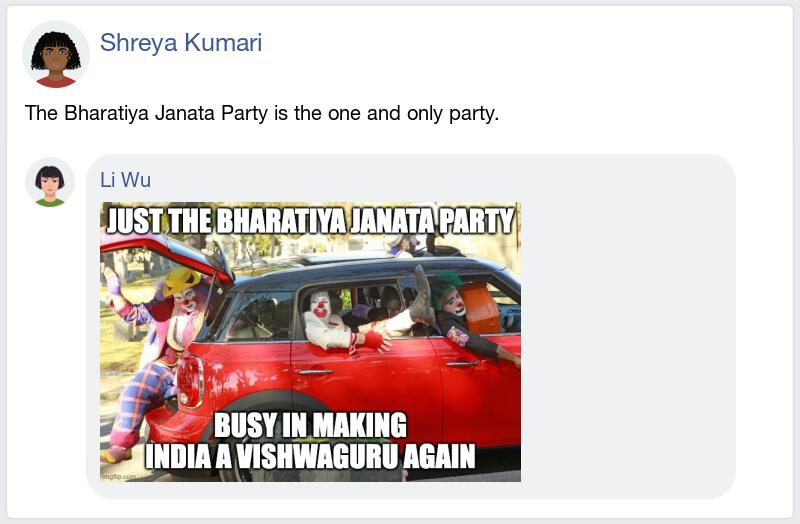 Shreya Kumari
The Bharatiya Janata Party is the one and only party.
Li Wu
JUST THE BHARATIYA JANATA PARTY
BUSY IN MAKING
INDIA A VISHWAGURU AGAIN
imgflip.com